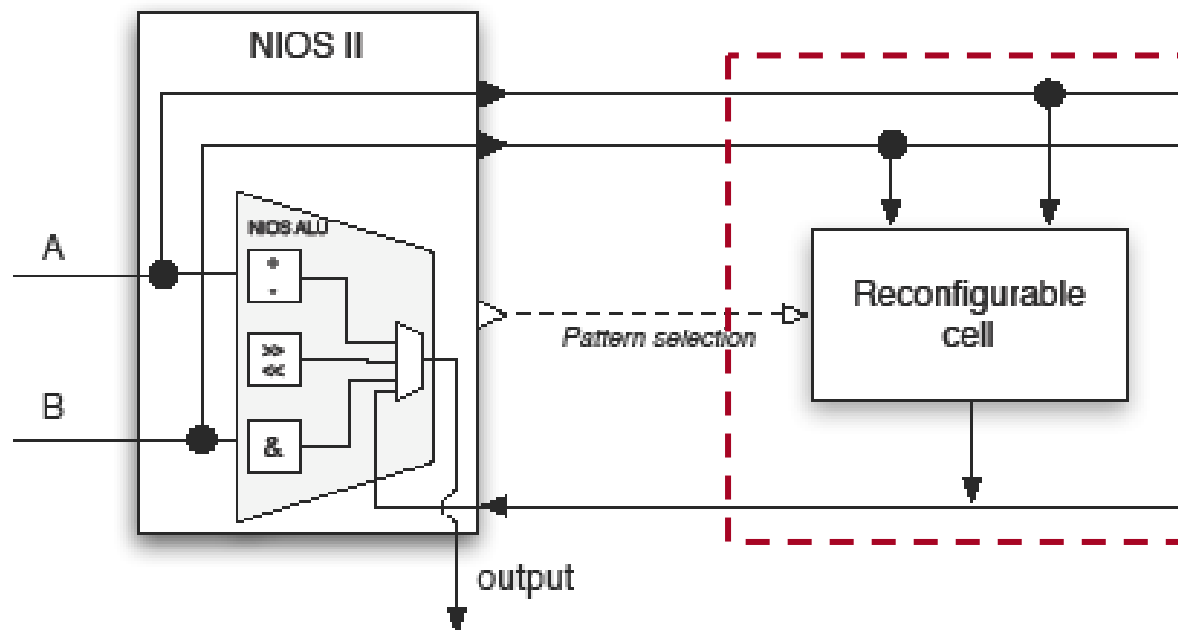 NIOS II
NIOS ALU
A
+
-
>>
<<
Pattern selection
Reconfigurable
cell
B
&
output